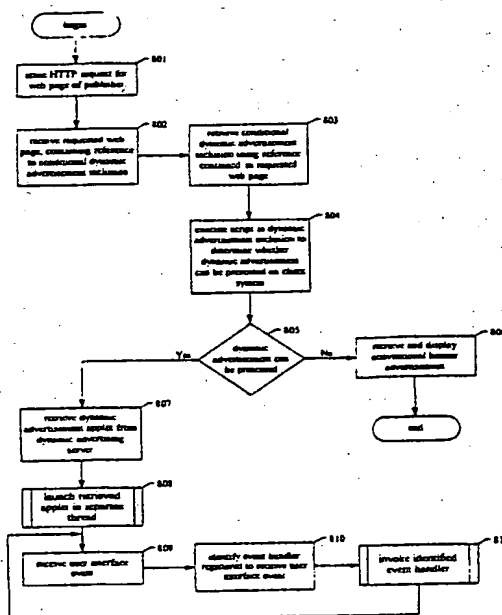 begin
801
issue HTTP request for
web page of publisher
802
receive requested web
page, containing reference
to conditional dynamic
advertisement inclusion
803
retrieve conditional
dynamic advertisement
inclusion using reference
contained in requested
web page
804
execute script in dynamic
advertisement inclusion to
determine whether
dynamic advertisement
can be presented on client
system
805
dynamic
advertisement can
be presented
Yes
No
retrieve and display
conventional banner
advertisement
end
807
retrieve dynamic
advertisement applet from
dynamic advertising
server
808
launch retrieved
applet in separate
thread
809
receive user interface
event
810
identify event handler
registered to receive user
interface event
invoke identified
event handler